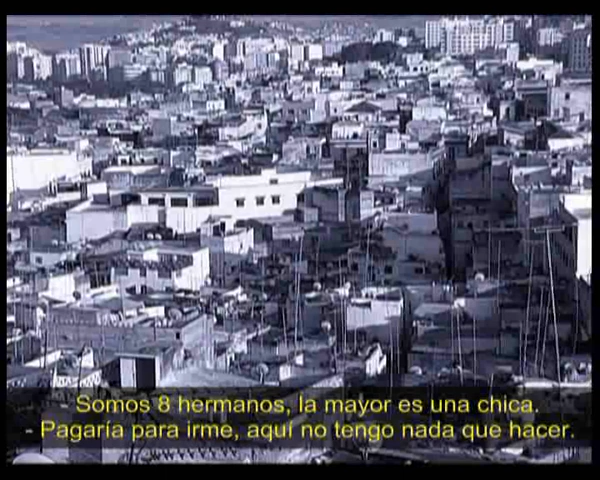 - Somos 8 hermanos, la mayor es una chica.
- Pagaría para irme, aquí no tengo nada que hacer.